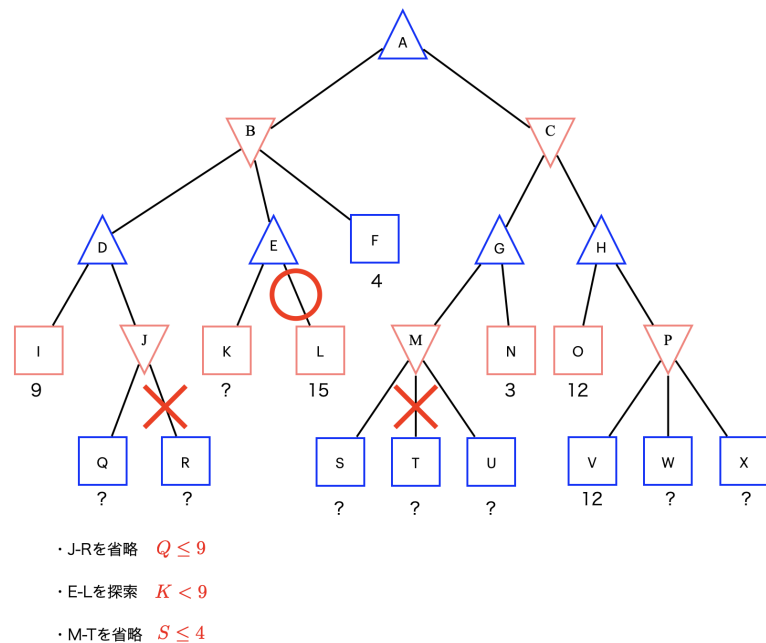 A
B C
D E F G H
4
I J K L M N O P
9 ? 15 3 12
Q R S T U V W X
? ? ? ? ? 12 ? ?
・J-Rを省略 Q ≤ 9
・E-Lを探索 K < 9
・M-Tを省略 S ≤ 4